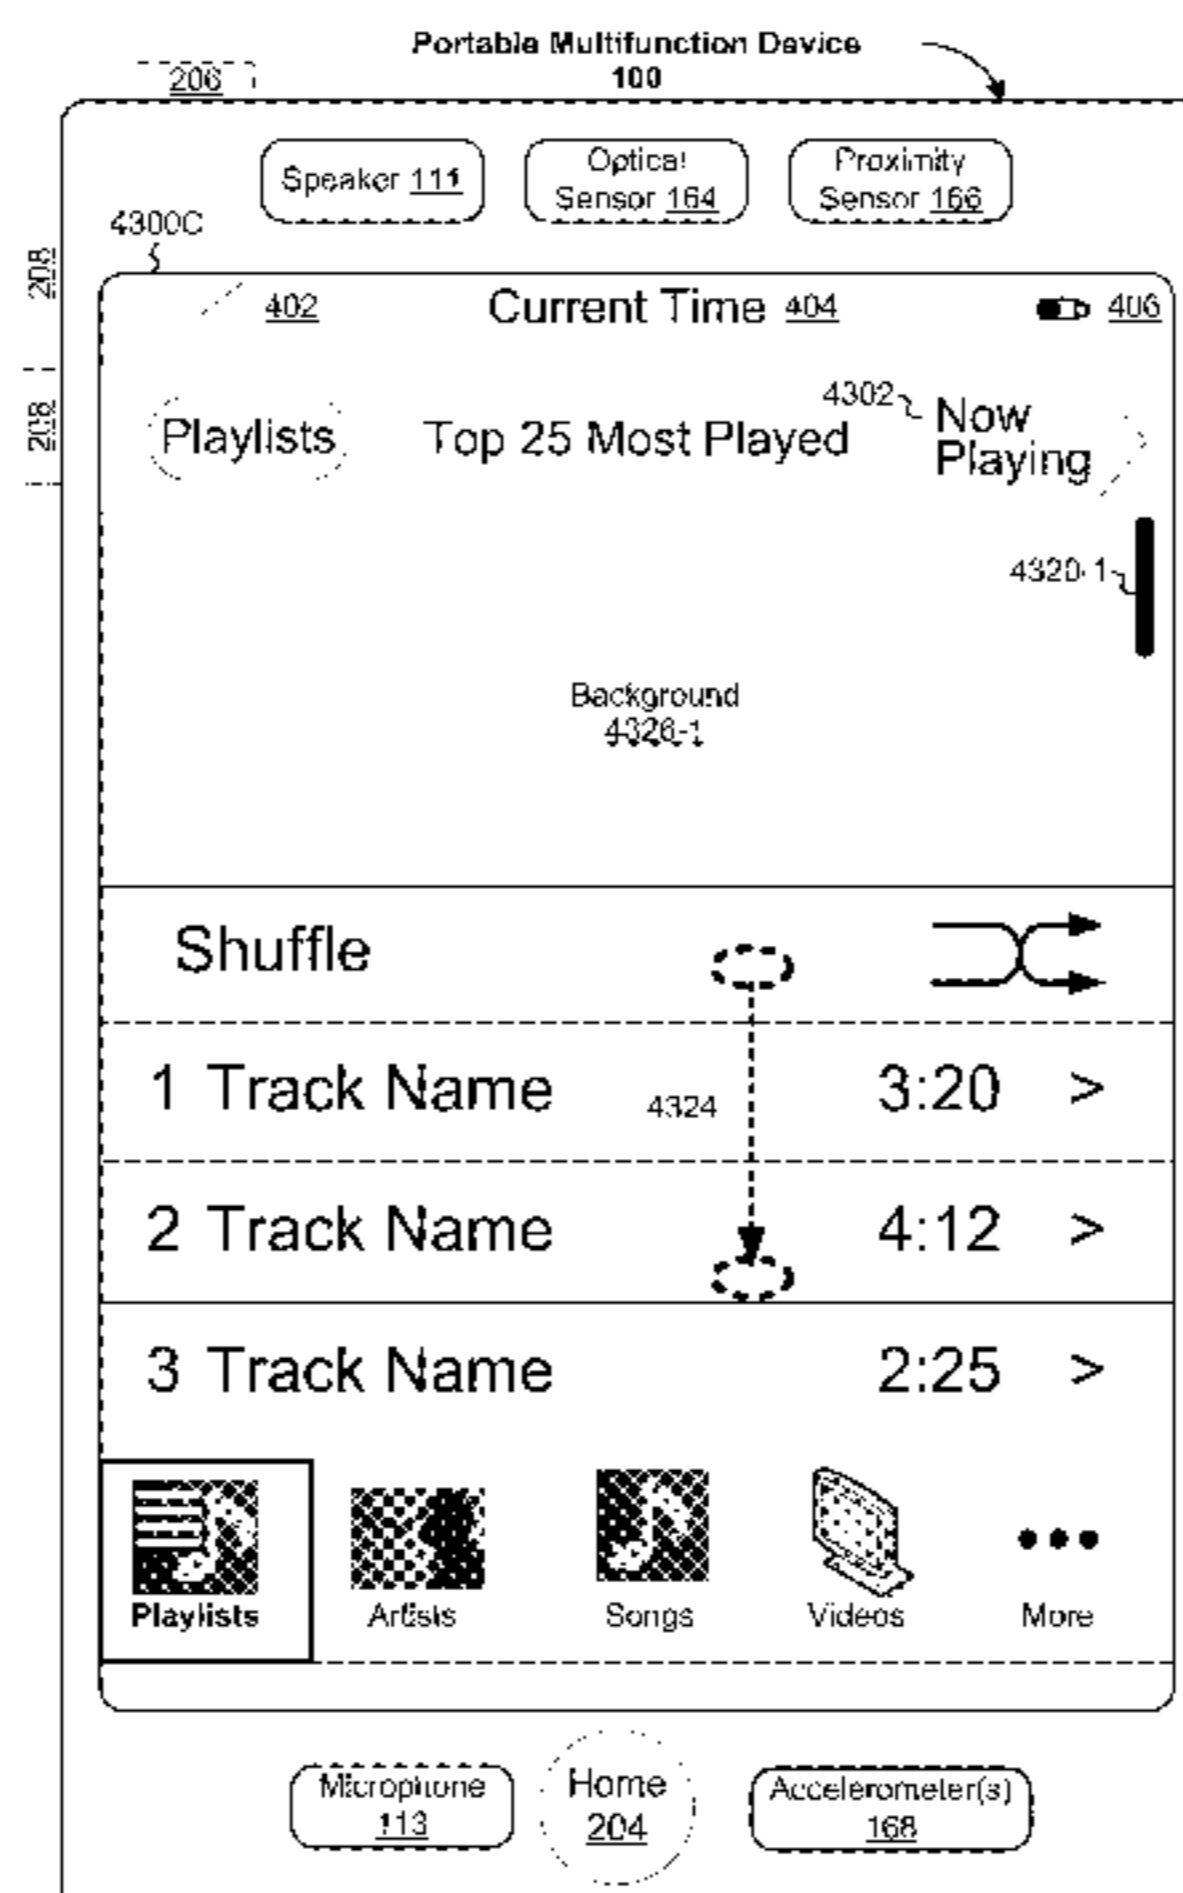 Portable Multifunction Device
100
206
Speaker 111
Optical
Sensor 164
Proximity
Sensor 166
4300C
208
402
Current Time 404
406
208
Playlists
Top 25 Most Played
4302
Now
Playing
4320-1
Background
4326-1
Shuffle
1 Track Name 3:20 >
4324
2 Track Name 4:12 >
3 Track Name 2:25 >
Playlists
Artists
Songs
Videos
More
Microphone
113
Home
204
Accelerometer(s)
168